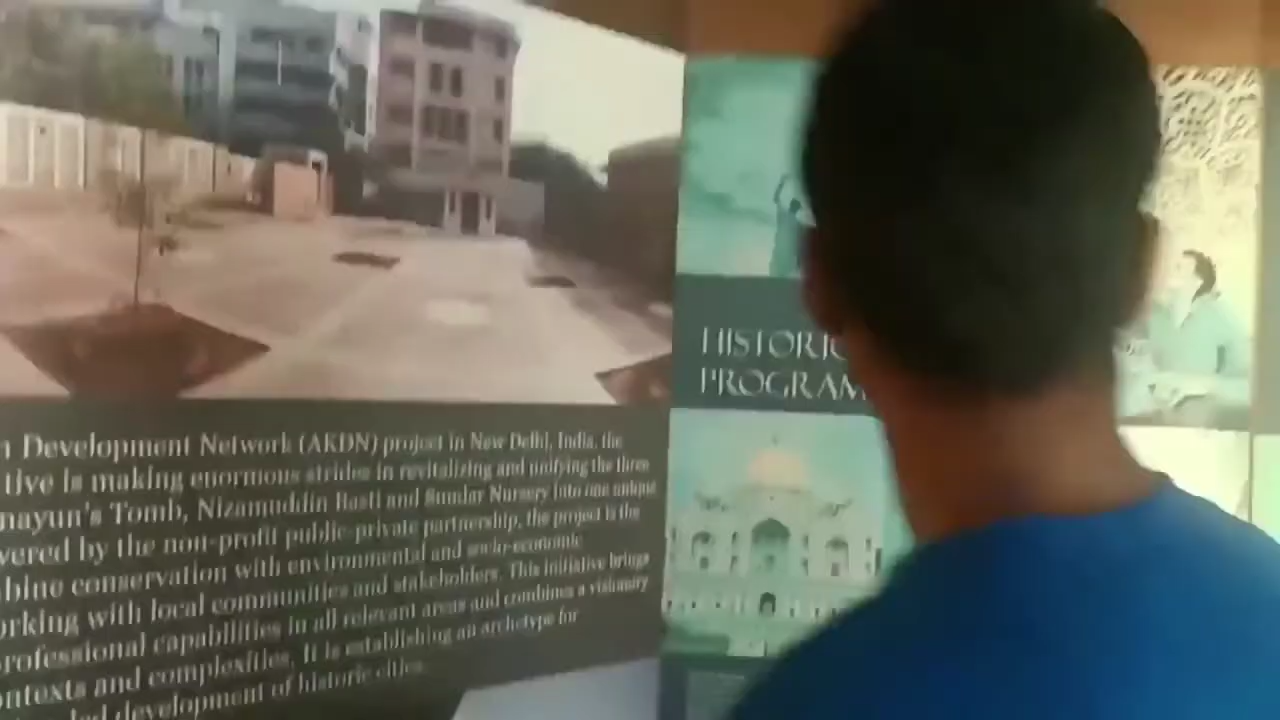 Development Network (AKDN) project in New Delhi, India, the
tive is making enormous strides in revitalizing and unifying the three
nayun's Tomb, Nizamuddin Basti and Sundar Nursery into one unique
vered by the non-profit public-private partnership, the project is the
bine conservation with environmental and socio-economic
orking with local communities and stakeholders. This initiative brings
professional capabilities in all relevant areas and combines a visionary
ontexts and complexities. It is establishing an archetype for
led development of historic cities.
HISTORIC
PROGRAM